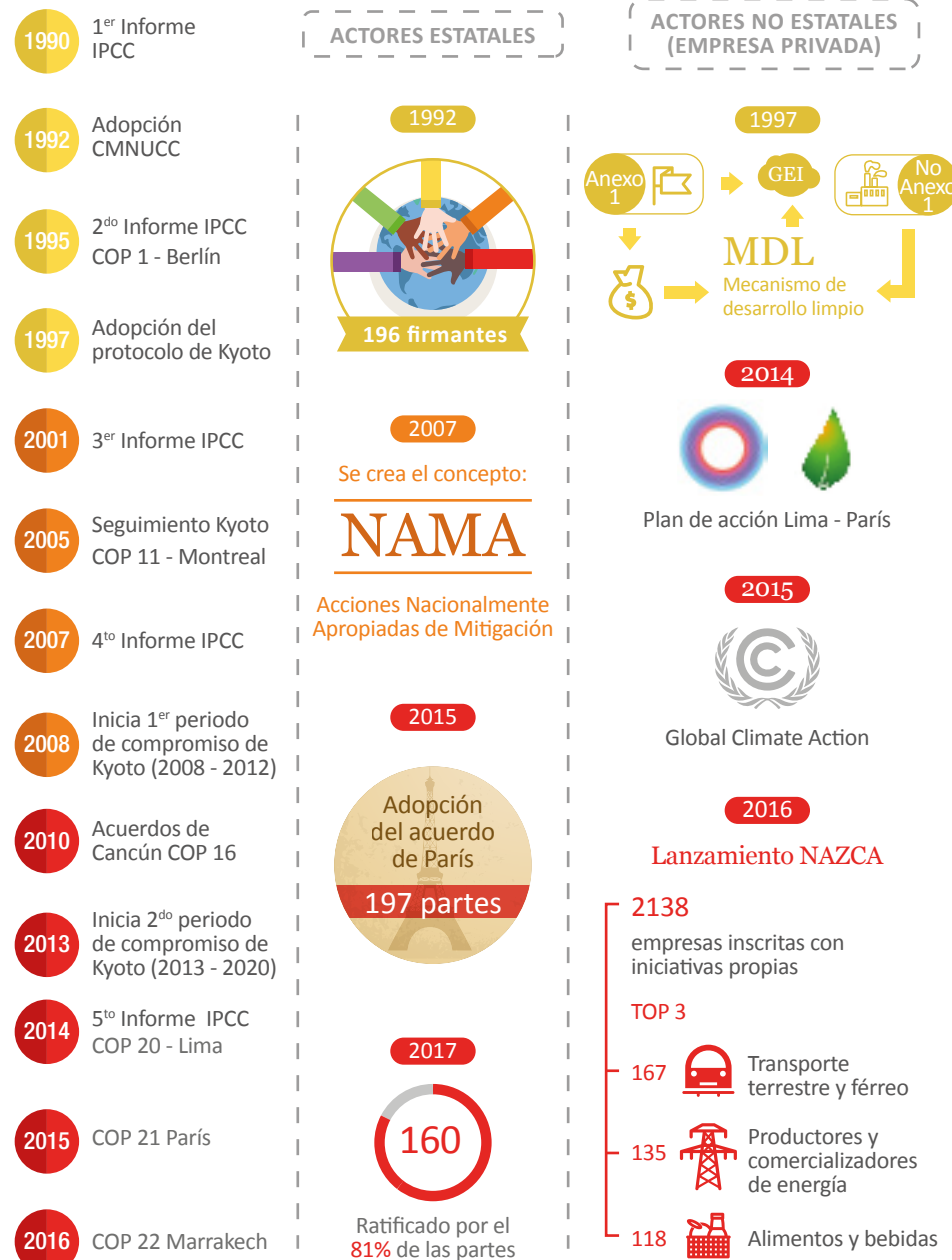 1990
1er Informe
IPCC
1992
Adopción
CMNUCC
1995
2do Informe IPCC
COP 1 - Berlín
1997
Adopción del
protocolo de Kyoto
2001
3er Informe IPCC
2005
Seguimiento Kyoto
COP 11 - Montreal
2007
4to Informe IPCC
2008
Inicia 1er periodo
de compromiso de
Kyoto (2008 - 2012)
2010
Acuerdos de
Cancún COP 16
2013
Inicia 2do periodo
de compromiso de
Kyoto (2013 - 2020)
2014
5to Informe IPCC
COP 20 - Lima
2015
COP 21 París
2016
COP 22 Marrakech
ACTORES ESTATALES
1992
196 firmantes
2007
Se crea el concepto:
NAMA
Acciones Nacionalmente
Apropiadas de Mitigación
2015
Adopción
del acuerdo
de París
197 partes
2017
160
Ratificado por el
81% de las partes
ACTORES NO ESTATALES
(EMPRESA PRIVADA)
1997
Anexo
1
GEI
No
Anexo
1
$
MDL
Mecanismo de
desarrollo limpio
2014
Plan de acción Lima - París
2015
Global Climate Action
2016
Lanzamiento NAZCA
2138
empresas inscritas con
iniciativas propias
TOP 3
167
Transporte
terrestre y férreo
135
Productores y
comercializadores
de energía
118
Alimentos y bebidas